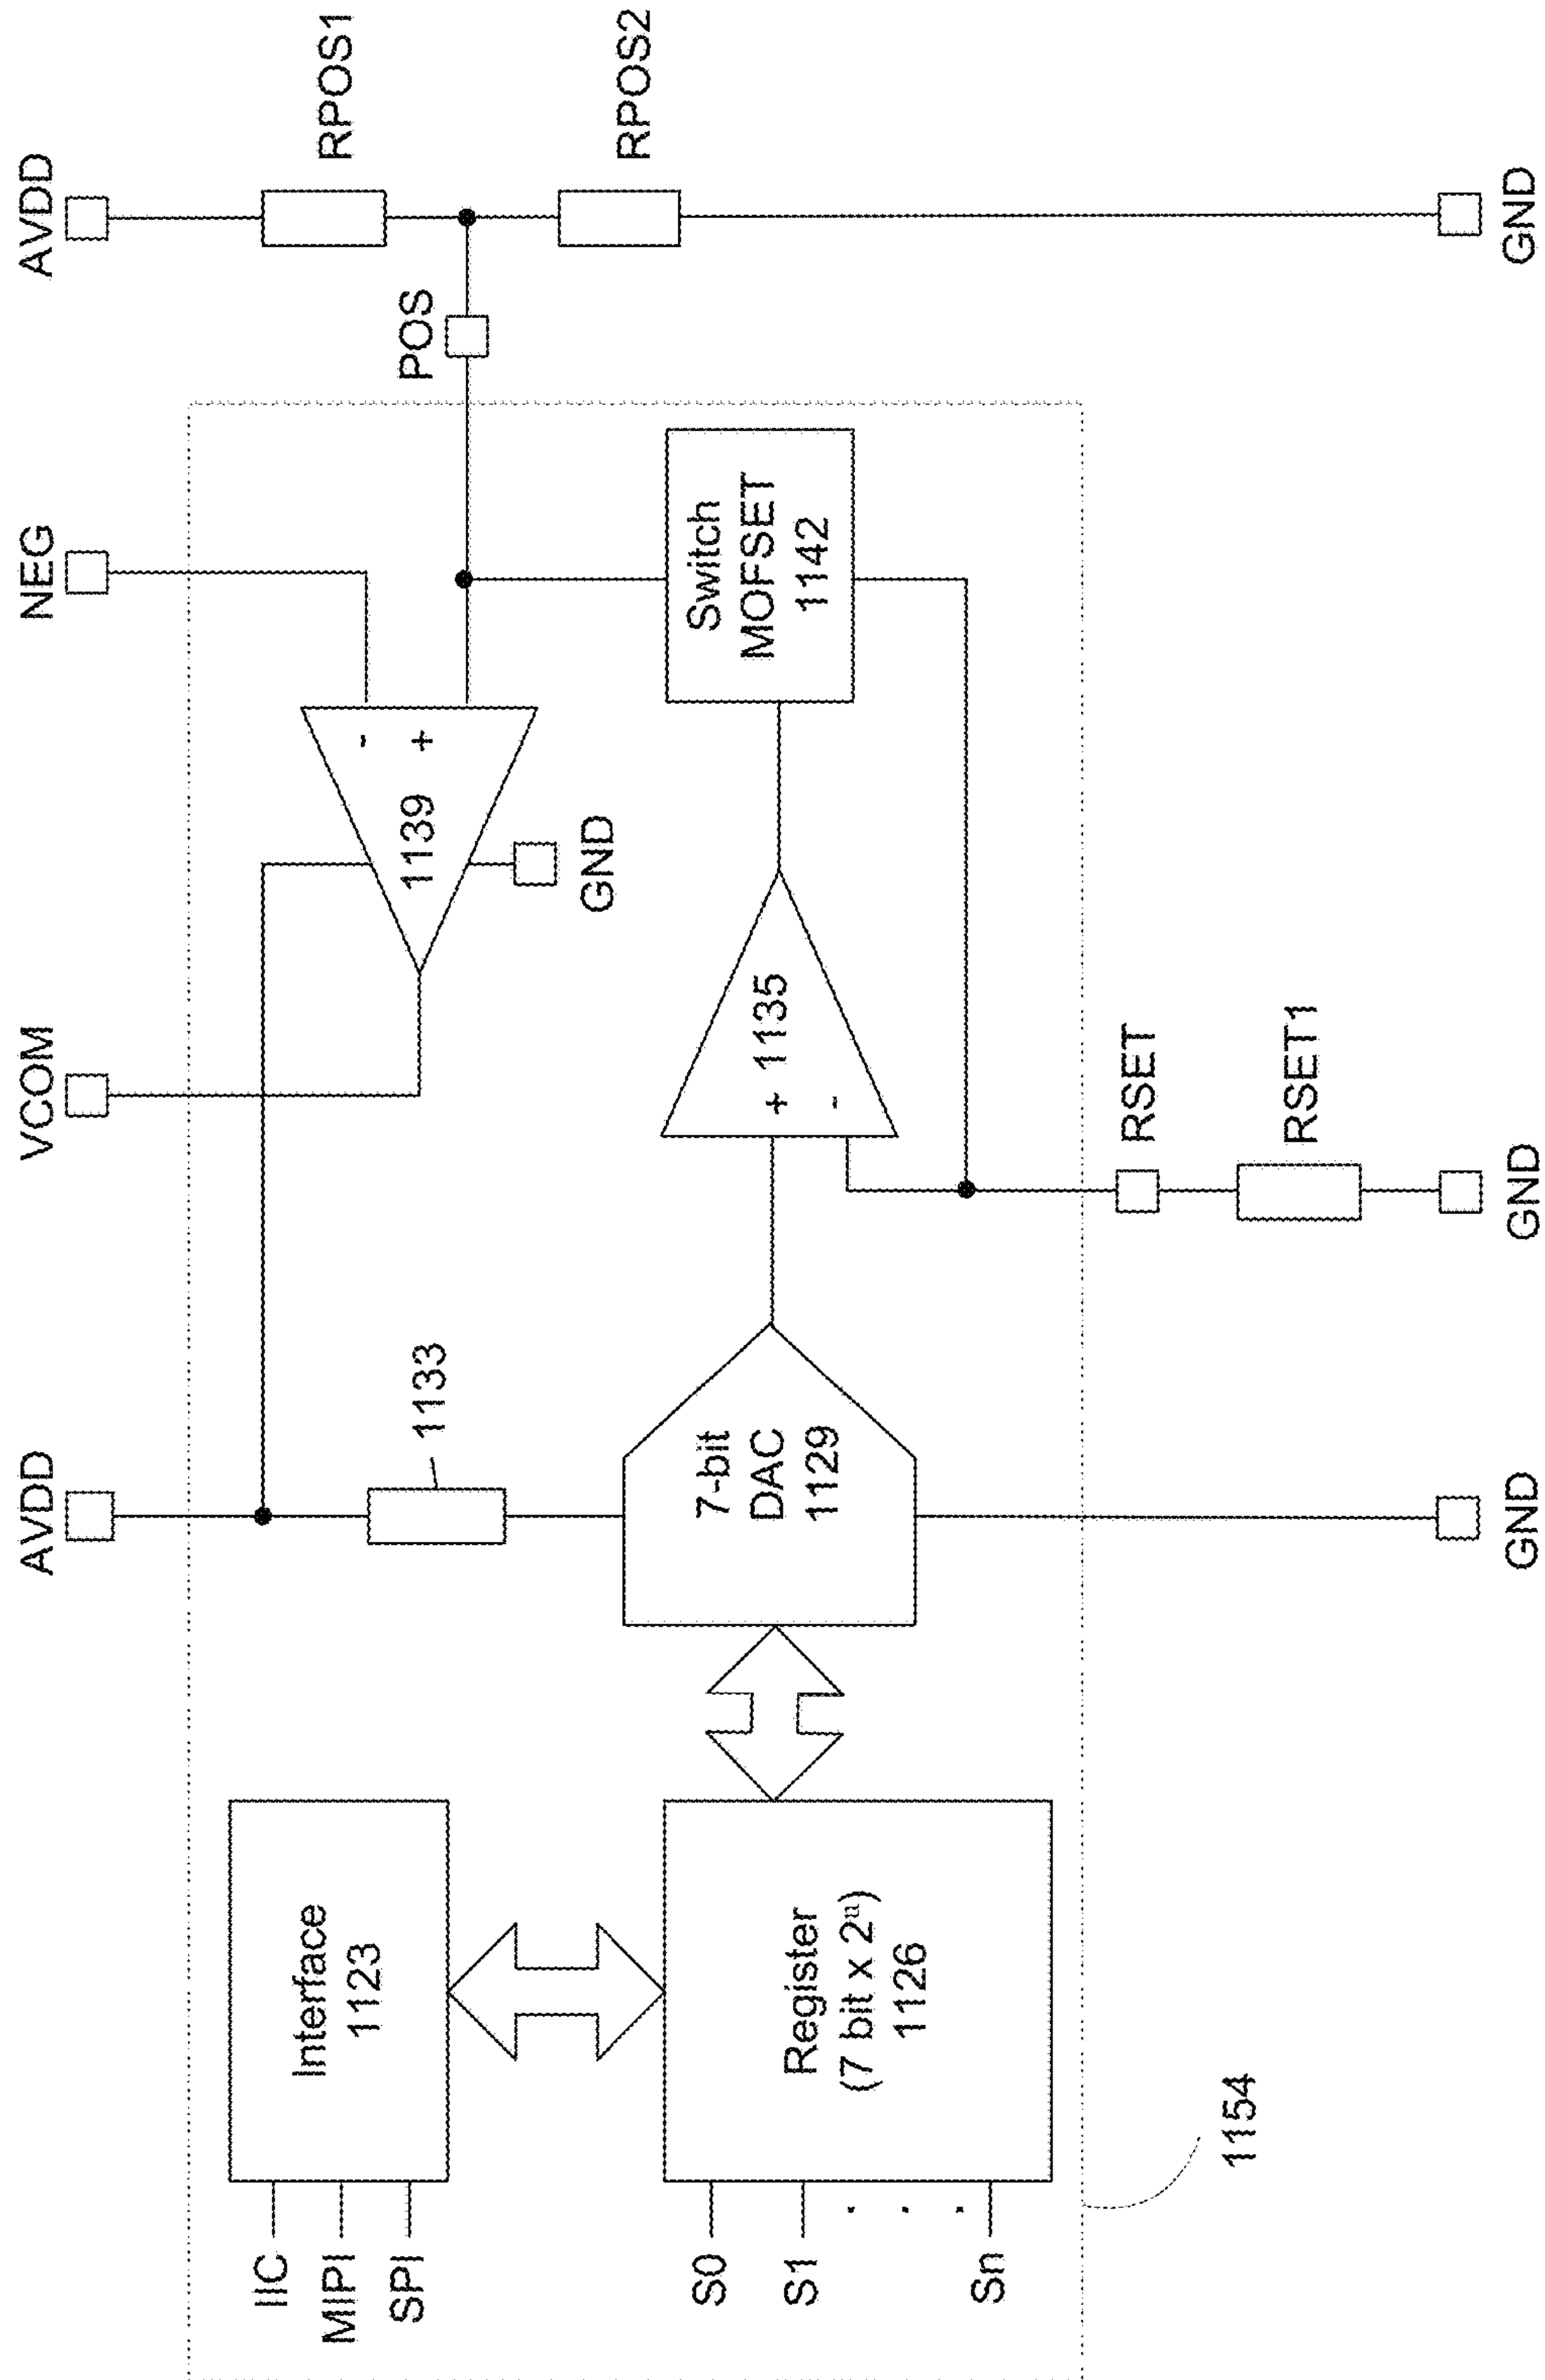 AVDD
VCOM
NEG
AVDD
IIC
MIPI
SPI
Interface
1123
1133
1139
-
+
GND
POS
RPOS1
RPOS2
S0
S1
.
.
.
Sn
Register
(7 bit x 2ⁿ)
1126
7-bit
DAC
1129
+ 1135
-
Switch
MOFSET
1142
RSET
RSET1
1154
GND
GND
GND